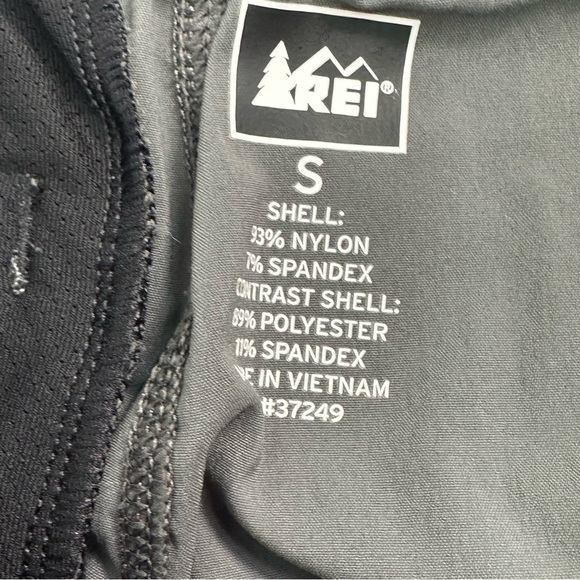 REI®
S
SHELL:
93% NYLON
7% SPANDEX
CONTRAST SHELL:
89% POLYESTER
11% SPANDEX
DE IN VIETNAM
#37249